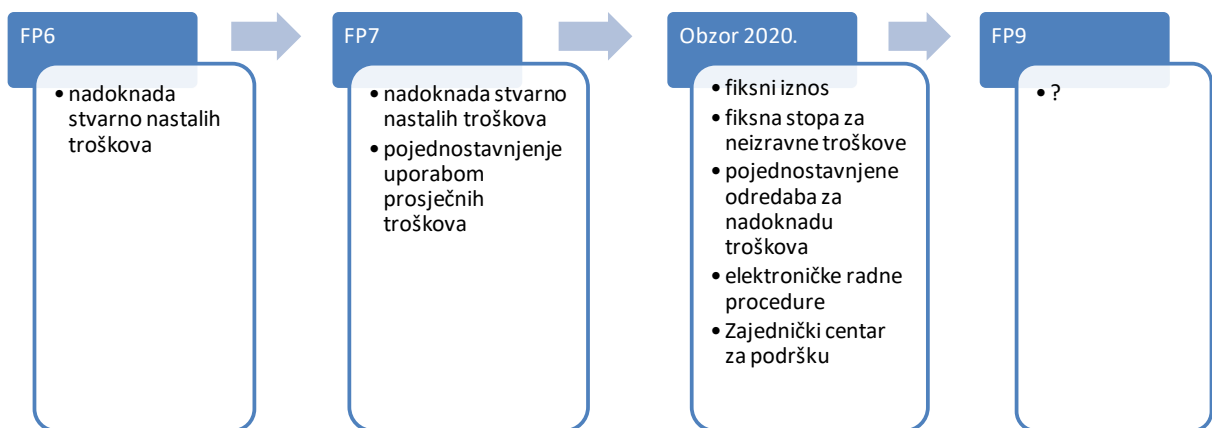 FP6
• nadoknada
stvarno nastalih
troškova
FP7
• nadoknada stvarno
nastalih troškova
• pojednostavnjenje
uporabom
prosječnih
troškova
Obzor 2020.
• fiksni iznos
• fiksna stopa za
neizravne troškove
• pojednostavnjene
odredaba za
nadoknadu
troškova
• elektroničke radne
procedure
• Zajednički centar
za podršku
FP9
• ?